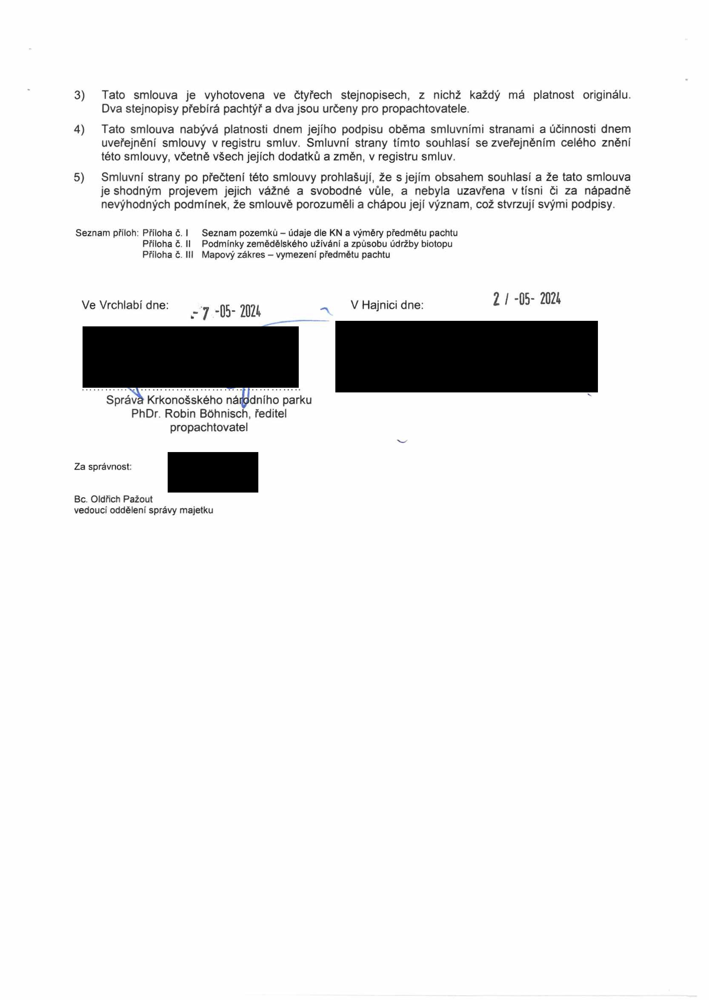 3) Tato smlouva je vyhotovena ve čtyřech stejnopisech, z nichž každý má platnost originálu.
Dva stejnopisy přebírá pachtýř a dva jsou určeny pro propachtovatele.
4) Tato smlouva nabývá platnosti dnem jejího podpisu oběma smluvními stranami a účinnosti dnem
uveřejnění smlouvy v registru smluv. Smluvní strany tímto souhlasí se zveřejněním celého znění
této smlouvy, včetně všech jejích dodatků a změn, v registru smluv.
5) Smluvní strany po přečtení této smlouvy prohlašují, že s jejím obsahem souhlasí a že tato smlouva
je shodným projevem jejich vážné a svobodné vůle, a nebyla uzavřena v tísni či za nápadně
nevýhodných podmínek, že smlouvě porozuměli a chápou její význam, což stvrzují svými podpisy.
Seznam příloh: Příloha č. I Seznam pozemků – údaje dle KN a výměry předmětu pachtu
Příloha č. II Podmínky zemědělského užívání a způsobu údržby biotopu
Příloha č. III Mapový zákres – vymezení předmětu pachtu
Ve Vrchlabí dne: -7 -05- 2024 V Hajnici dne: 21 -05- 2024
Správa Krkonošského národního parku
PhDr. Robin Böhnisch, ředitel
propachtovatel
Za správnost:
Bc. Oldřich Pažout
vedoucí oddělení správy majetku